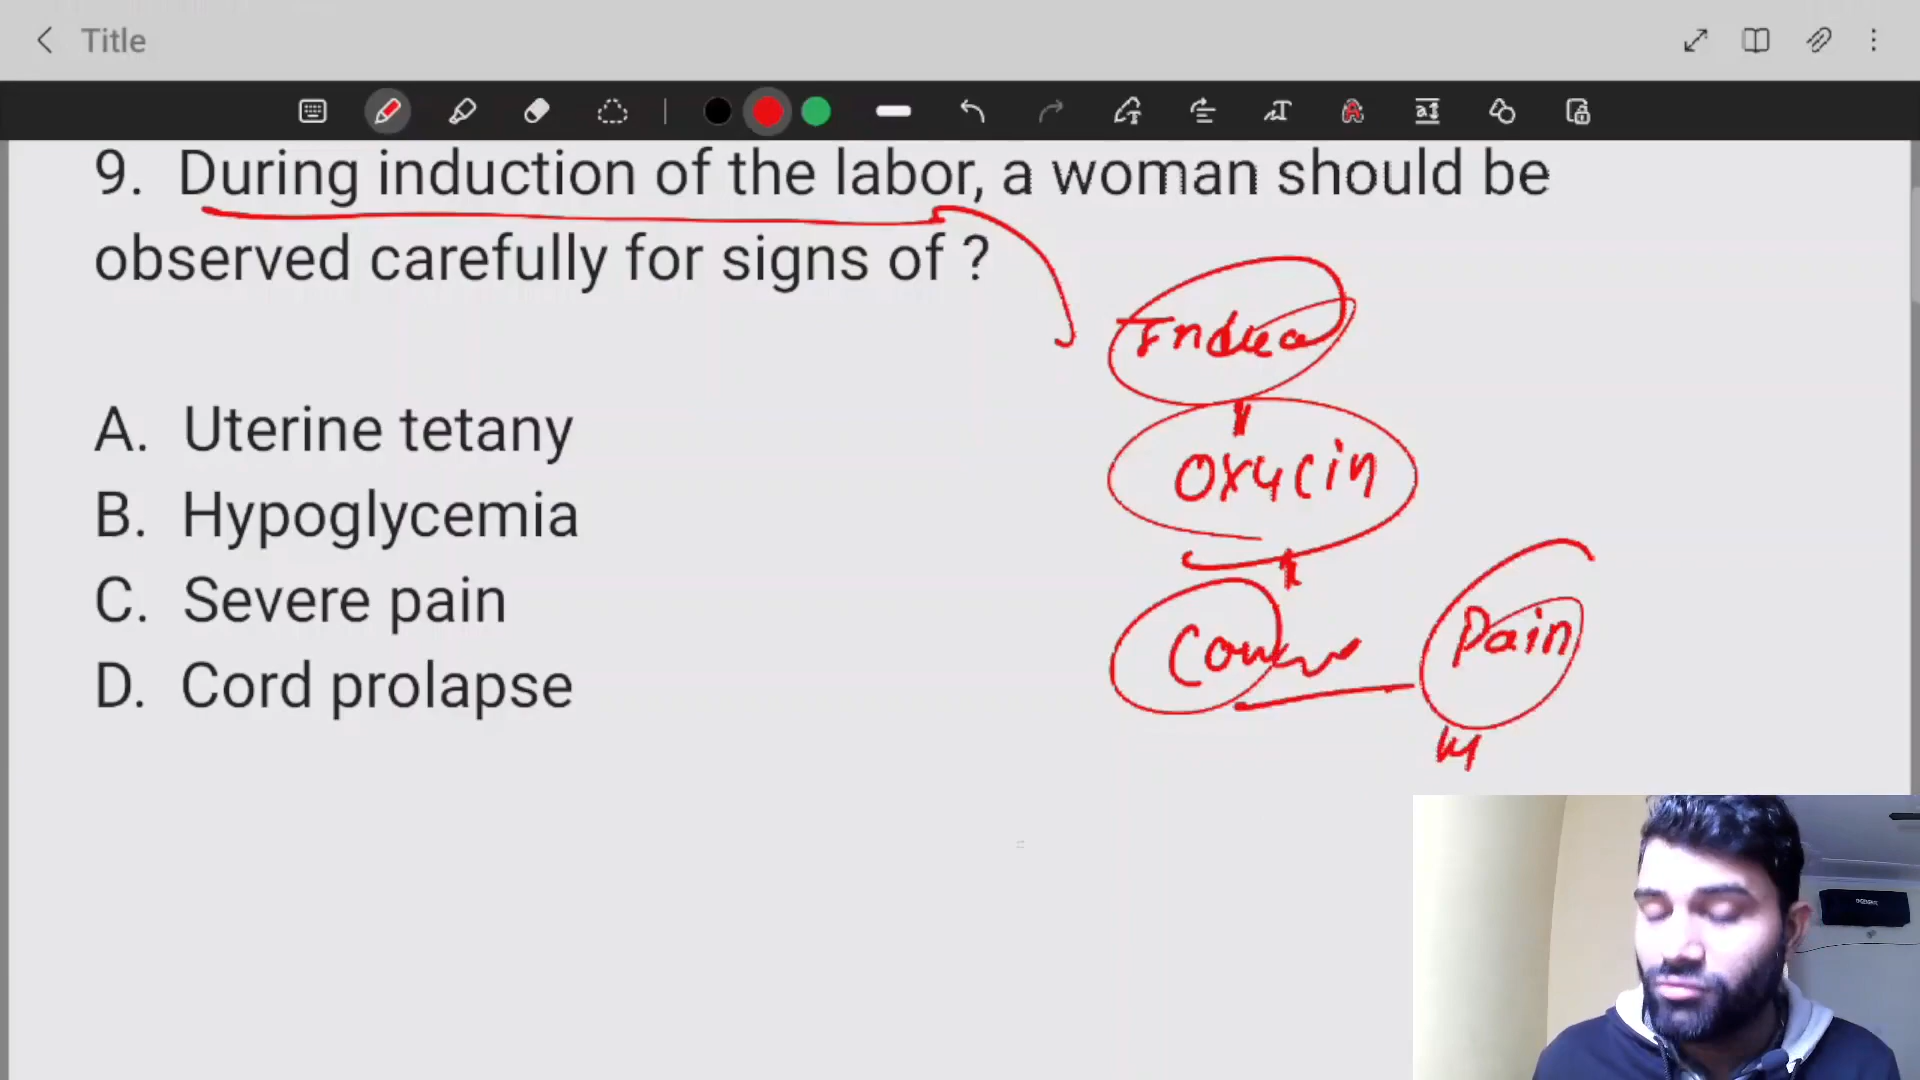 Title
9. During induction of the labor, a woman should be
observed carefully for signs of ?
A. Uterine tetany
B. Hypoglycemia
C. Severe pain
D. Cord prolapse
oxycin
Pain